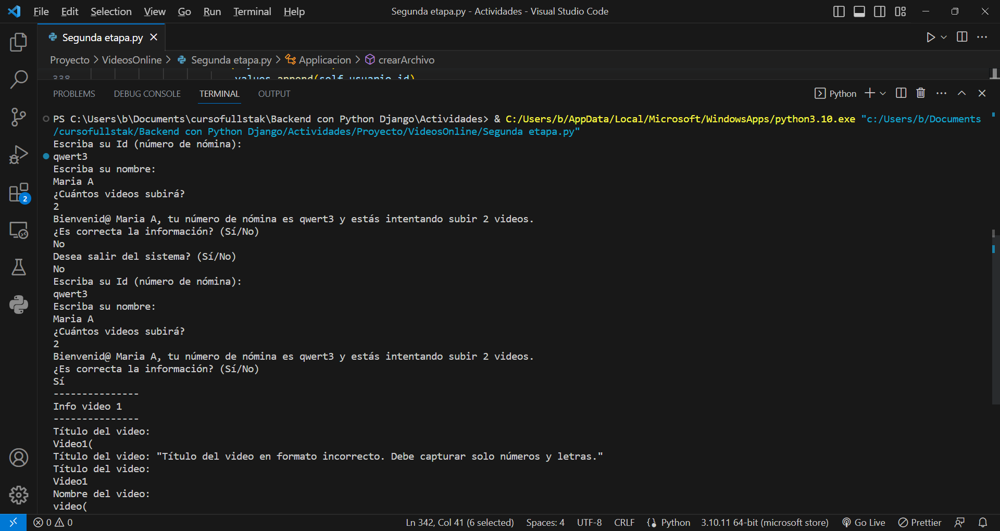 File Edit Selection View Go Run Terminal Help
Segunda etapa.py - Actividades - Visual Studio Code
Segunda etapa.py
Proyecto > VideosOnline > Segunda etapa.py > Applicacion > crearArchivo
338 values.append(self.usuario.id)
PROBLEMS DEBUG CONSOLE TERMINAL OUTPUT
Python
PS C:\Users\b\Documents\cursofullstak\Backend con Python Django\Actividades> & C:/Users/b/AppData/Local/Microsoft/WindowsApps/python3.10.exe "c:/Users/b/Documents
/cursofullstak/Backend con Python Django/Actividades/Proyecto/VideosOnline/Segunda etapa.py"
Escriba su Id (número de nómina):
qwert3
Escriba su nombre:
Maria A
¿Cuántos videos subirá?
2
Bienvenid@ Maria A, tu número de nómina es qwert3 y estás intentando subir 2 videos.
¿Es correcta la información? (Sí/No)
No
Desea salir del sistema? (Sí/No)
No
Escriba su Id (número de nómina):
qwert3
Escriba su nombre:
Maria A
¿Cuántos videos subirá?
2
Bienvenid@ Maria A, tu número de nómina es qwert3 y estás intentando subir 2 videos.
¿Es correcta la información? (Sí/No)
Sí
---------------
Info video 1
---------------
Título del video:
Video1(
Título del video: "Título del video en formato incorrecto. Debe capturar solo números y letras."
Título del video:
Video1
Nombre del video:
video(
2
0 0
Ln 342, Col 41 (6 selected) Spaces: 4 UTF-8 CRLF Python 3.10.11 64-bit (microsoft store) Go Live Prettier